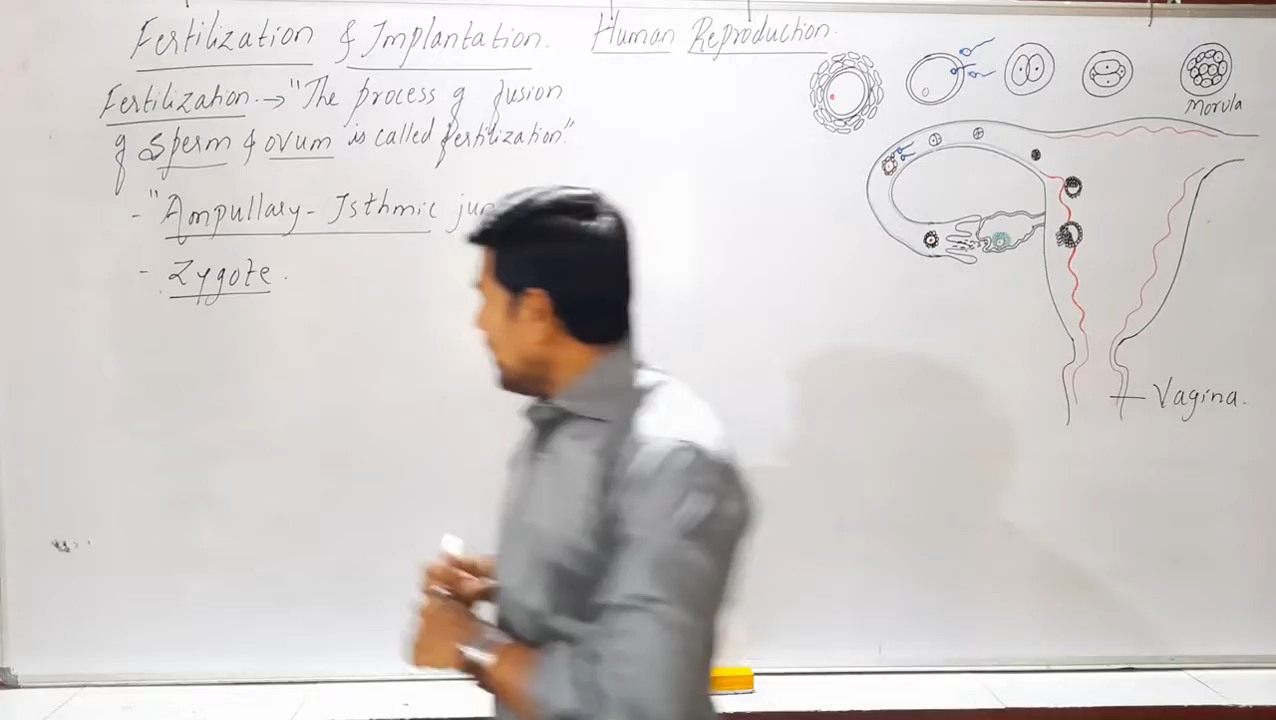 Fertilization & Implantation. Human Reproduction.
Fertilization. → "The process of fusion
of sperm & ovum is called fertilization"
- "Ampullary - Isthmic
- Zygote.
Morula
Vagina.